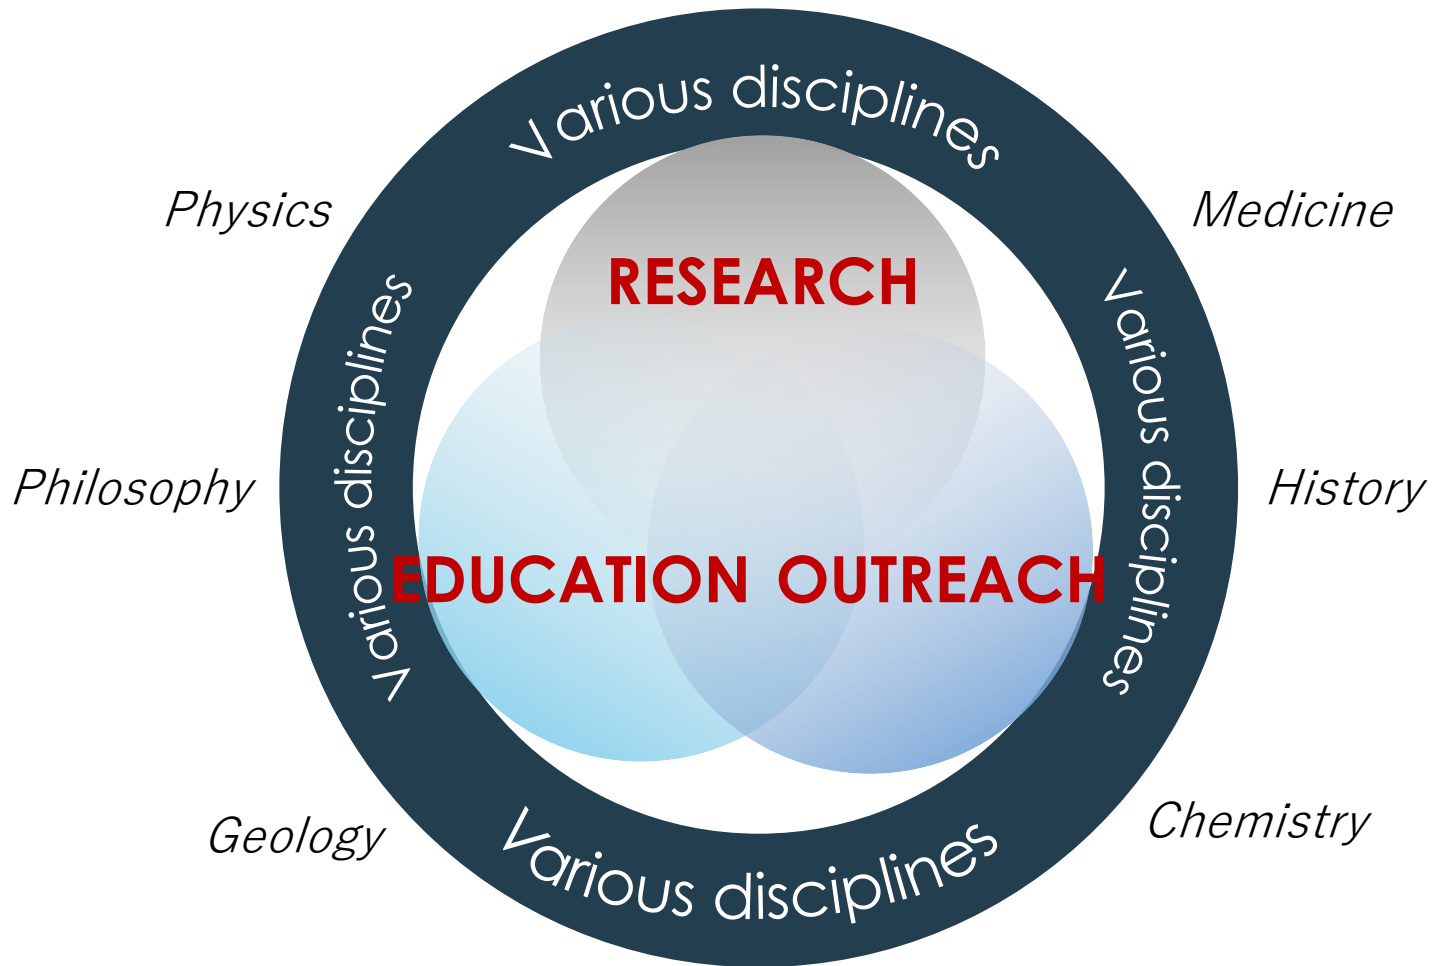 Various disciplines
Physics
Medicine
RESEARCH
Various disciplines
Various disciplines
Philosophy
History
EDUCATION OUTREACH
Geology
Chemistry
Various disciplines